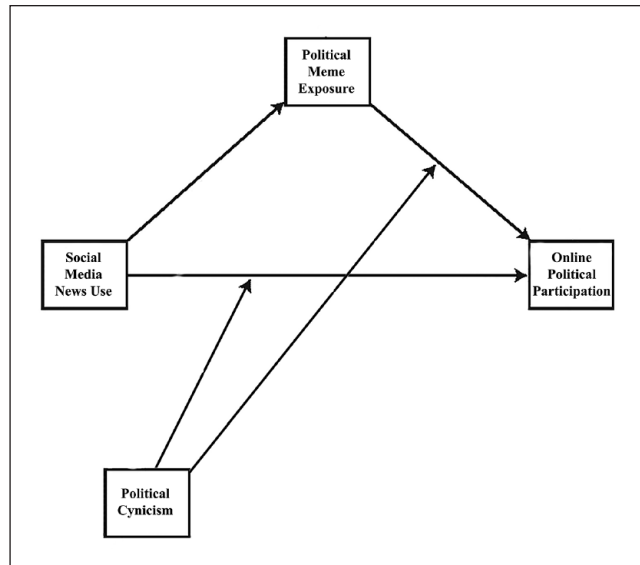 Political
Meme
Exposure
Social
Media
News Use
Online
Political
Participation
Political
Cynicism